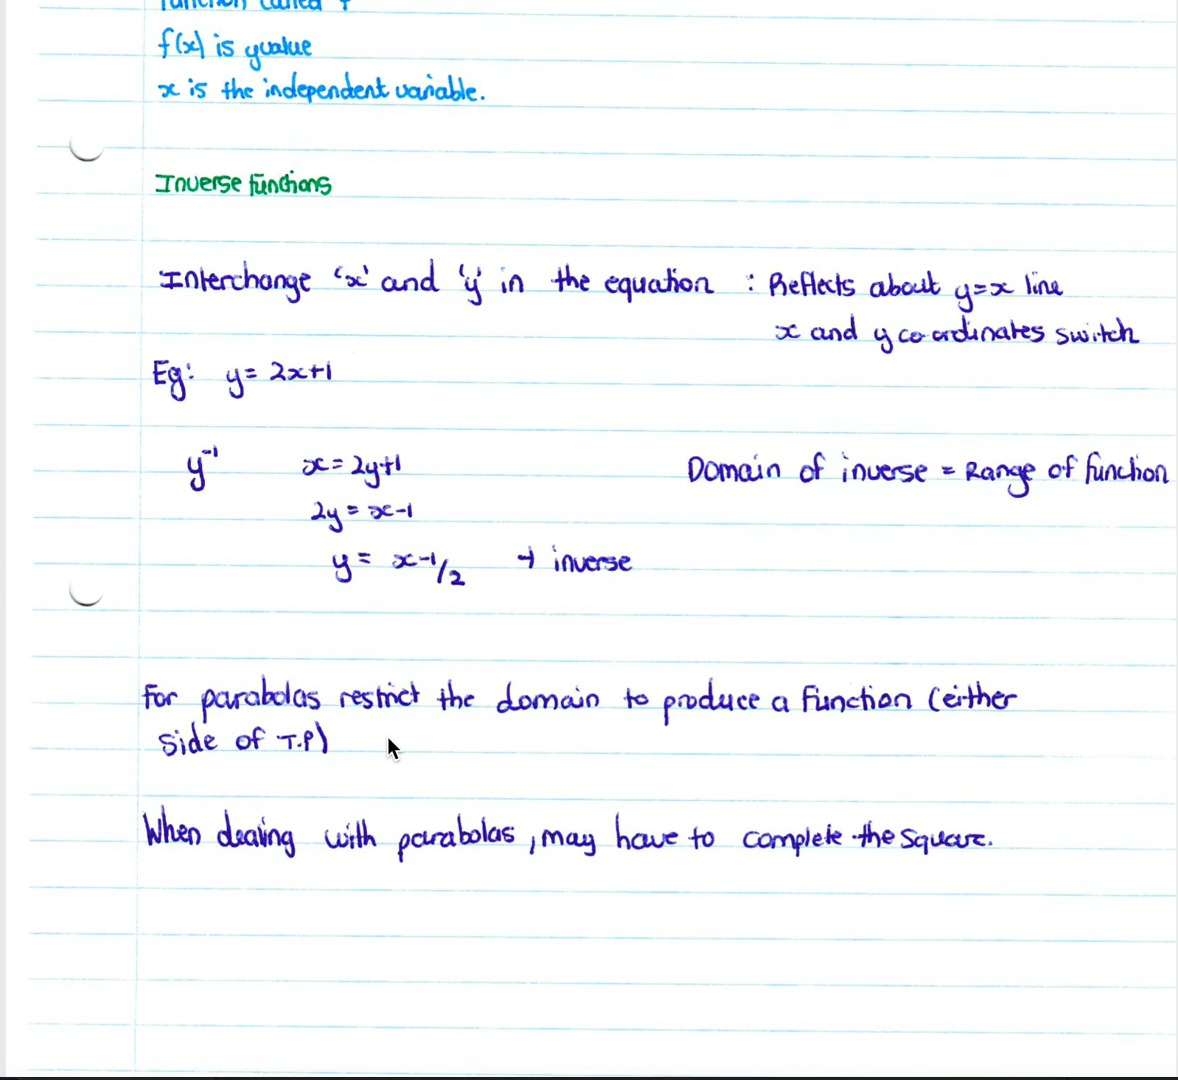 function called f
f(x) is y value
x is the independent variable.
Inverse functions
Interchange 'x' and 'y' in the equation : Reflects about y=x line
x and y co-ordinates switch
Eg: y = 2x+1
y⁻¹ x = 2y+1 Domain of inverse = Range of function
2y = x-1
y = x-1/2 → inverse
For parabolas restrict the domain to produce a function (either
side of T.P)
When dealing with parabolas, may have to complete the square.